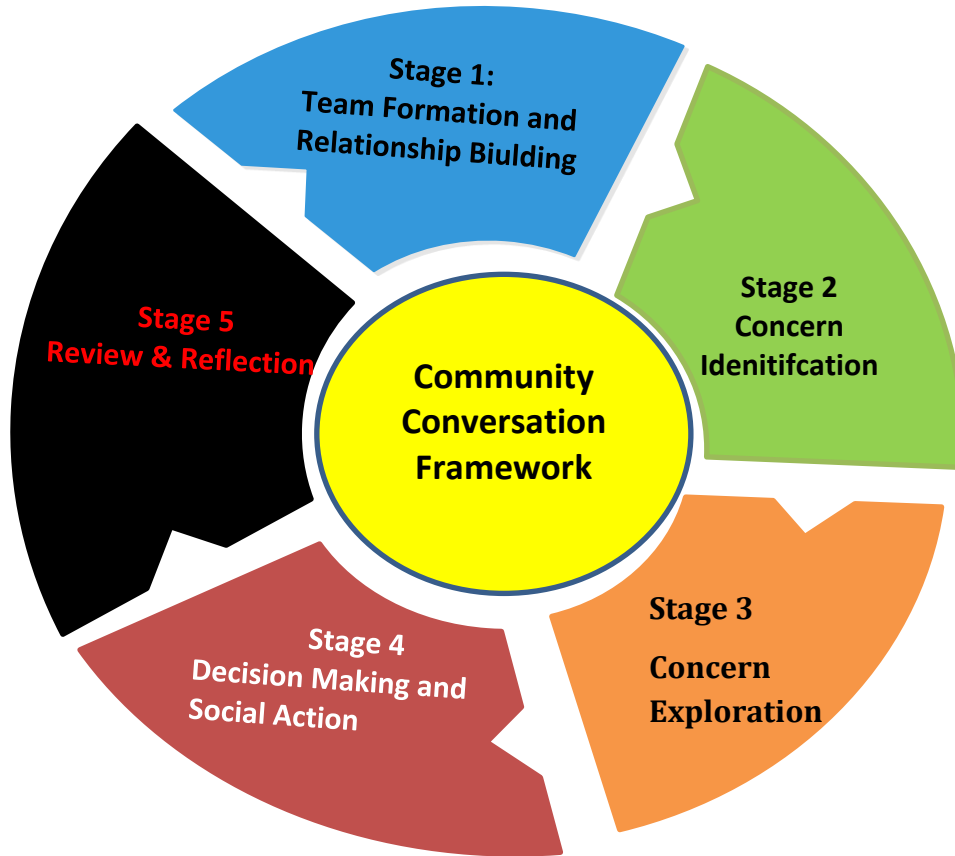 Stage 1:
Team Formation and
Relationship Biulding
Stage 2
Concern
Idenitifcation
Stage 3
Concern
Exploration
Stage 4
Decision Making and
Social Action
Stage 5
Review & Reflection
Community
Conversation
Framework